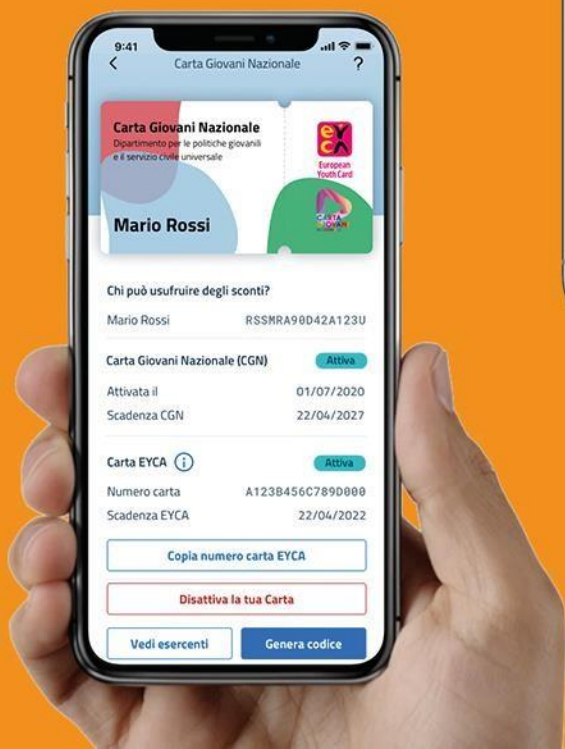 9:41
Carta Giovani Nazionale ?
Carta Giovani Nazionale
Dipartimento per le politiche giovanili
e il servizio civile universale
eyca
European
Youth Card
CARTA
GIOVANI
Mario Rossi
Chi può usufruire degli sconti?
Mario Rossi RSSMRA90D42A123U
Carta Giovani Nazionale (CGN) Attiva
Attivata il 01/07/2020
Scadenza CGN 22/04/2027
Carta EYCA i Attiva
Numero carta A123B456C789D000
Scadenza EYCA 22/04/2022
Copia numero carta EYCA
Disattiva la tua Carta
Vedi esercenti Genera codice